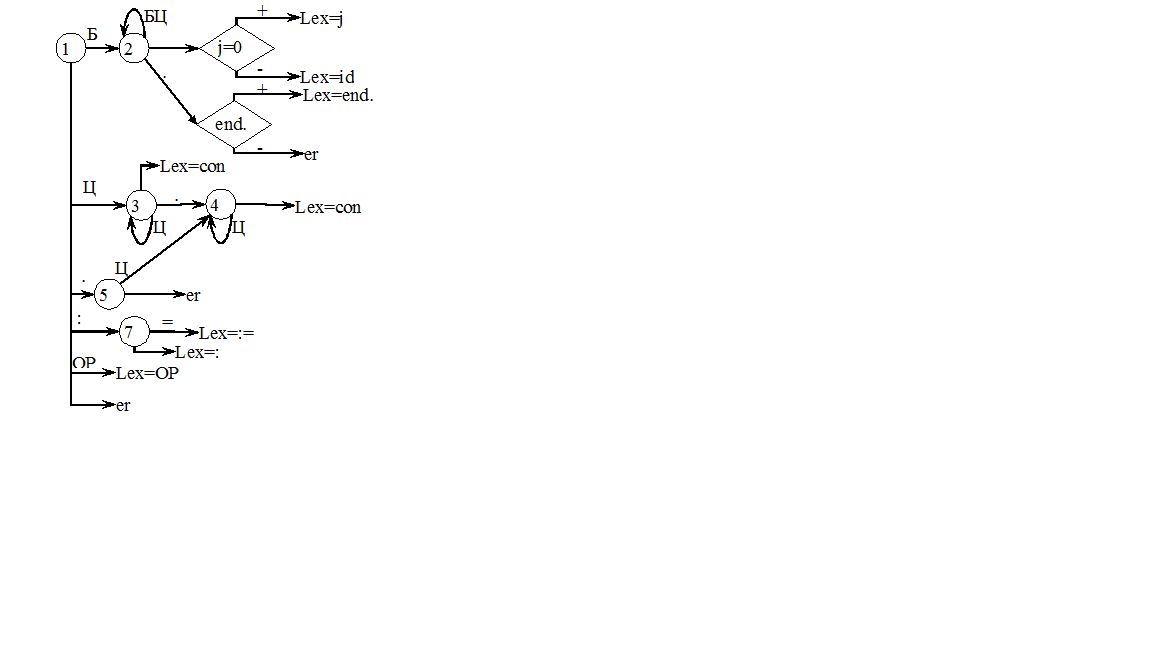 БЦ
+
Lex=j
Б
1
2
j=0
-
Lex=id
.
+
Lex=end.
end.
-
er
Lex=con
Ц
3
.
4
Lex=con
Ц
Ц
Ц
.
5
er
:
7
=
Lex=:=
Lex=:
OP
Lex=OP
er